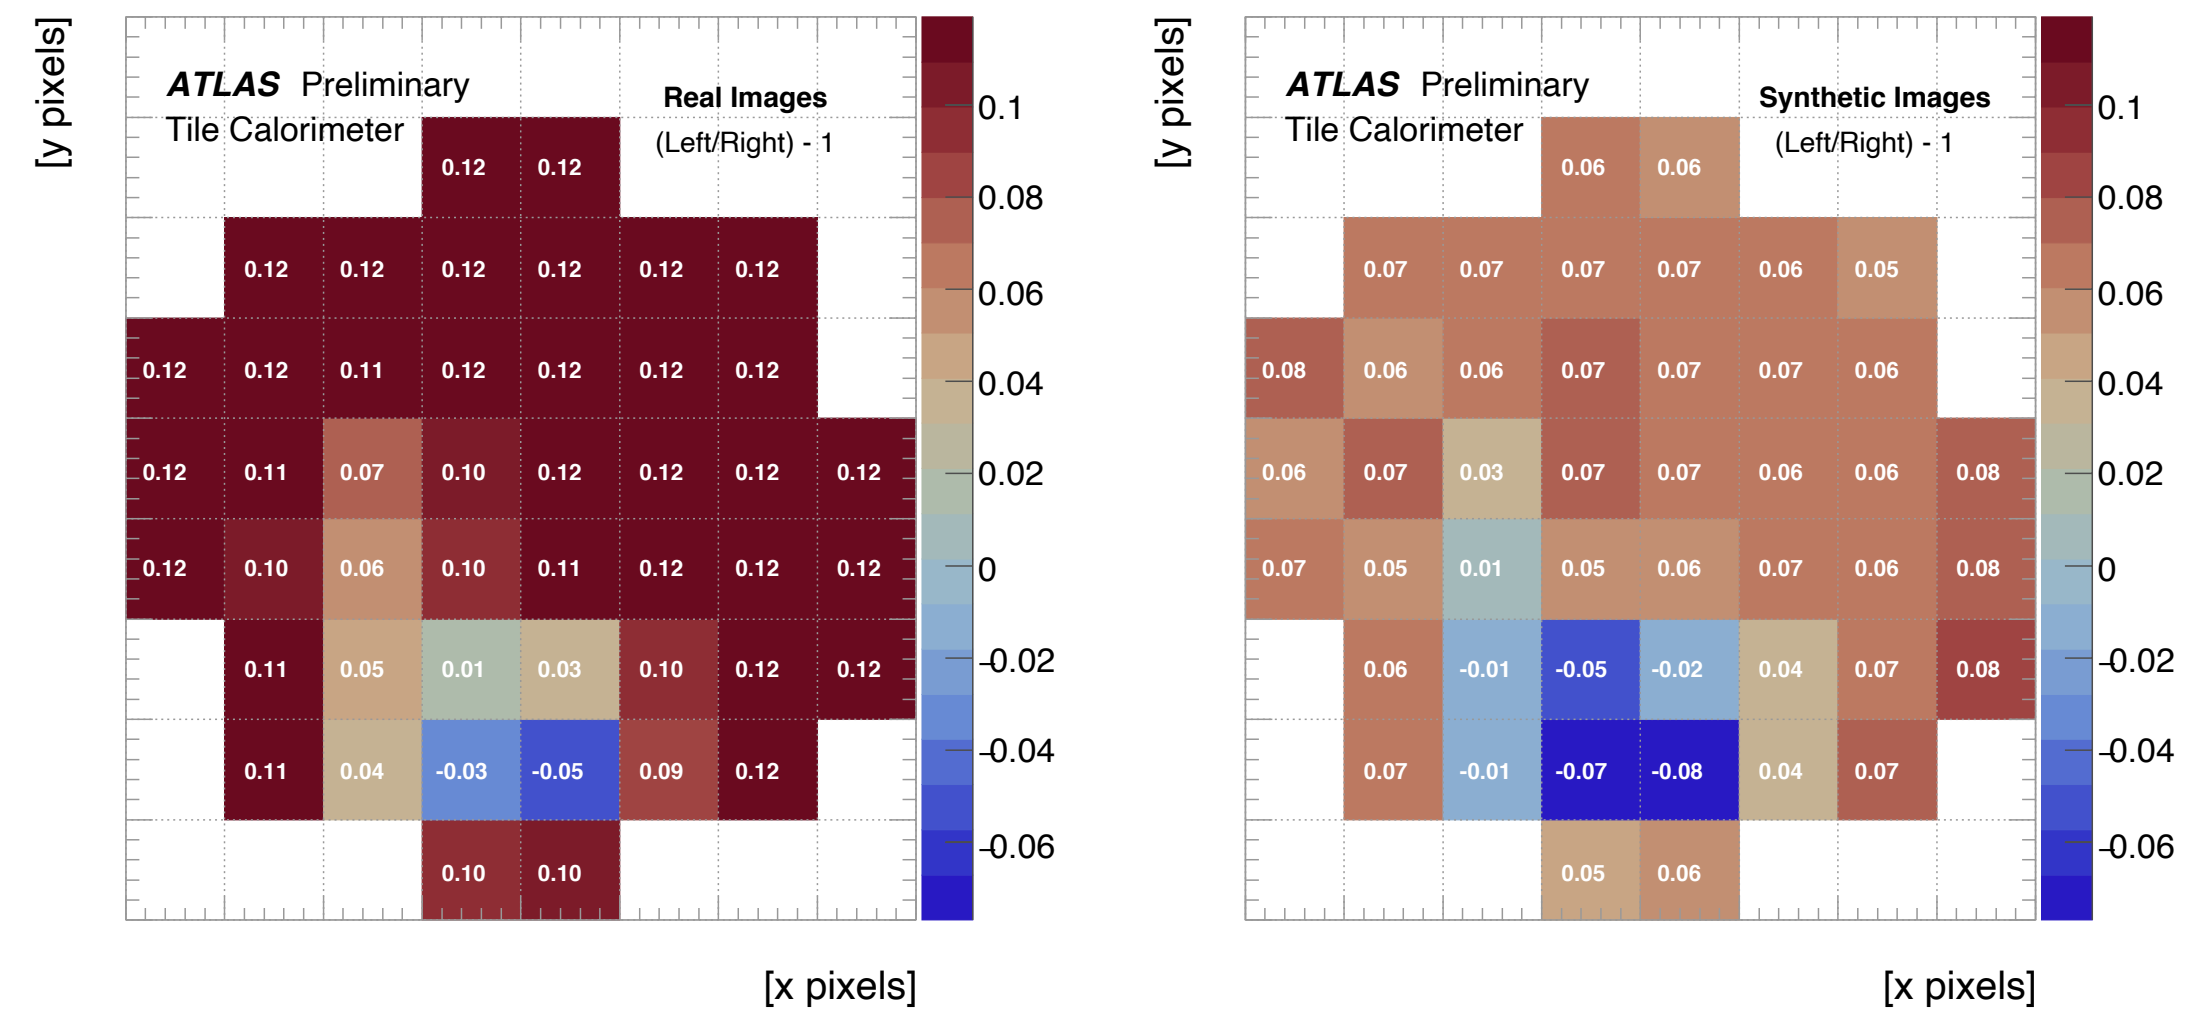 [y pixels]
ATLAS Preliminary
Tile Calorimeter
Real Images
(Left/Right) - 1
0.12 0.12
0.12 0.12 0.12 0.12 0.12 0.12
0.12 0.12 0.11 0.12 0.12 0.12 0.12
0.12 0.11 0.07 0.10 0.12 0.12 0.12 0.12
0.12 0.10 0.06 0.10 0.11 0.12 0.12 0.12
0.11 0.05 0.01 0.03 0.10 0.12 0.12
0.11 0.04 -0.03 -0.05 0.09 0.12
0.10 0.10
0.1
0.08
0.06
0.04
0.02
0
-0.02
-0.04
-0.06
[x pixels]
[y pixels]
ATLAS Preliminary
Tile Calorimeter
Synthetic Images
(Left/Right) - 1
0.06 0.06
0.07 0.07 0.07 0.07 0.06 0.05
0.08 0.06 0.06 0.07 0.07 0.07 0.06
0.06 0.07 0.03 0.07 0.07 0.06 0.06 0.08
0.07 0.05 0.01 0.05 0.06 0.07 0.06 0.08
0.06 -0.01 -0.05 -0.02 0.04 0.07 0.08
0.07 -0.01 -0.07 -0.08 0.04 0.07
0.05 0.06
0.1
0.08
0.06
0.04
0.02
0
-0.02
-0.04
-0.06
[x pixels]